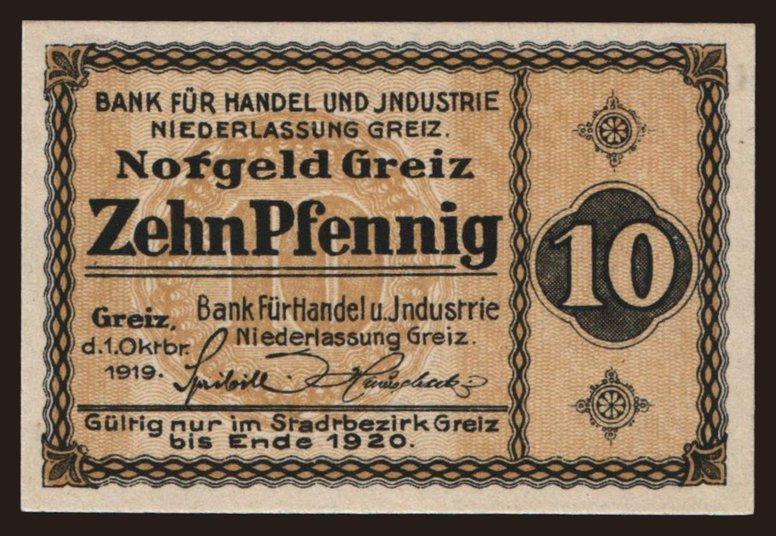 BANK FÜR HANDEL UND JNDUSTRIE
NIEDERLASSUNG GREIZ.
Notgeld Greiz
Zehn Pfennig
10
Greiz,
d. 1. Oktbr.
1919.
Bank Für Handel u. Jndustrie
Niederlassung Greiz.
Gültig nur im Stadtbezirk Greiz
bis Ende 1920.
10